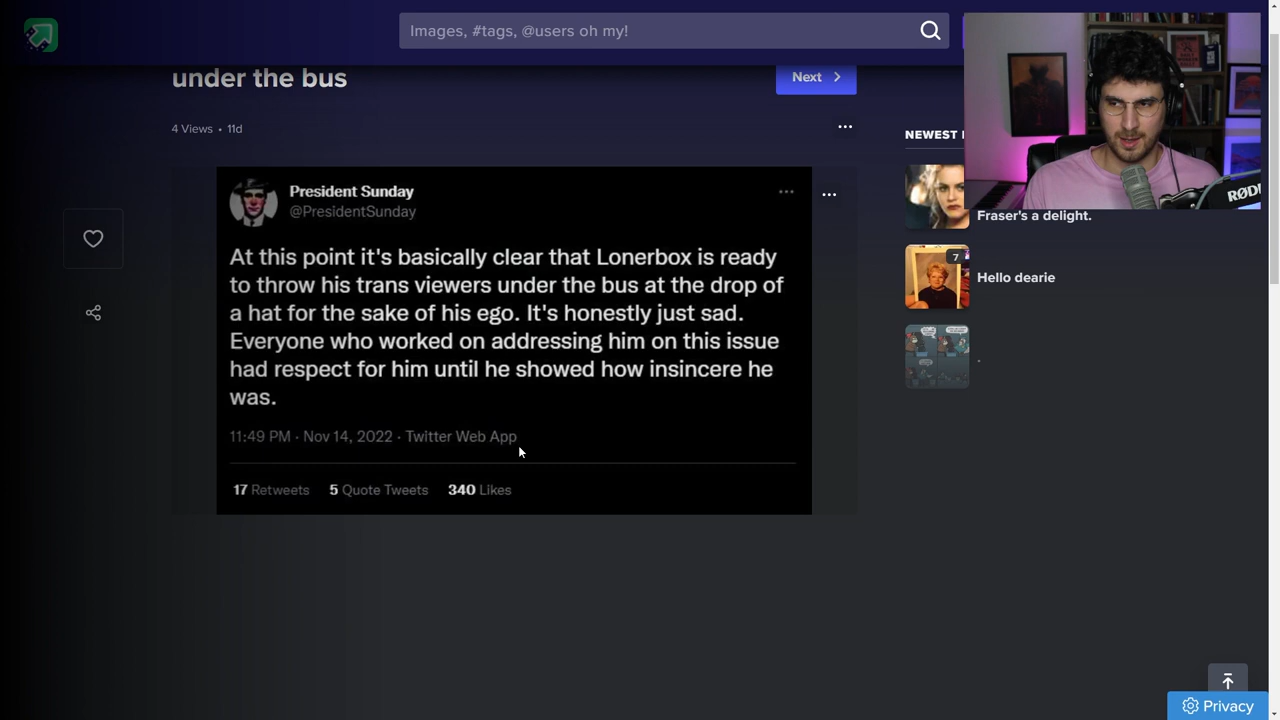 Images, #tags, @users oh my!
under the bus
Next
4 Views • 11d
NEWEST
President Sunday
@PresidentSunday
At this point it's basically clear that Lonerbox is ready
to throw his trans viewers under the bus at the drop of
a hat for the sake of his ego. It's honestly just sad.
Everyone who worked on addressing him on this issue
had respect for him until he showed how insincere he
was.
11:49 PM · Nov 14, 2022 · Twitter Web App
17 Retweets 5 Quote Tweets 340 Likes
Fraser's a delight.
7
Hello dearie
.
RØD
Privacy